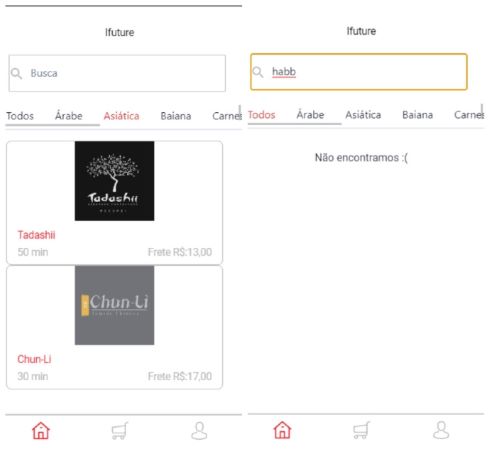 Ifuture
Busca
Todos Árabe Asiática Baiana Carnes
Tadashii
Tadashii
50 min Frete R$:13,00
Chun-Li
Chun-Li
30 min Frete R$:17,00
Ifuture
habb
Todos Árabe Asiática Baiana Carnes
Não encontramos :(